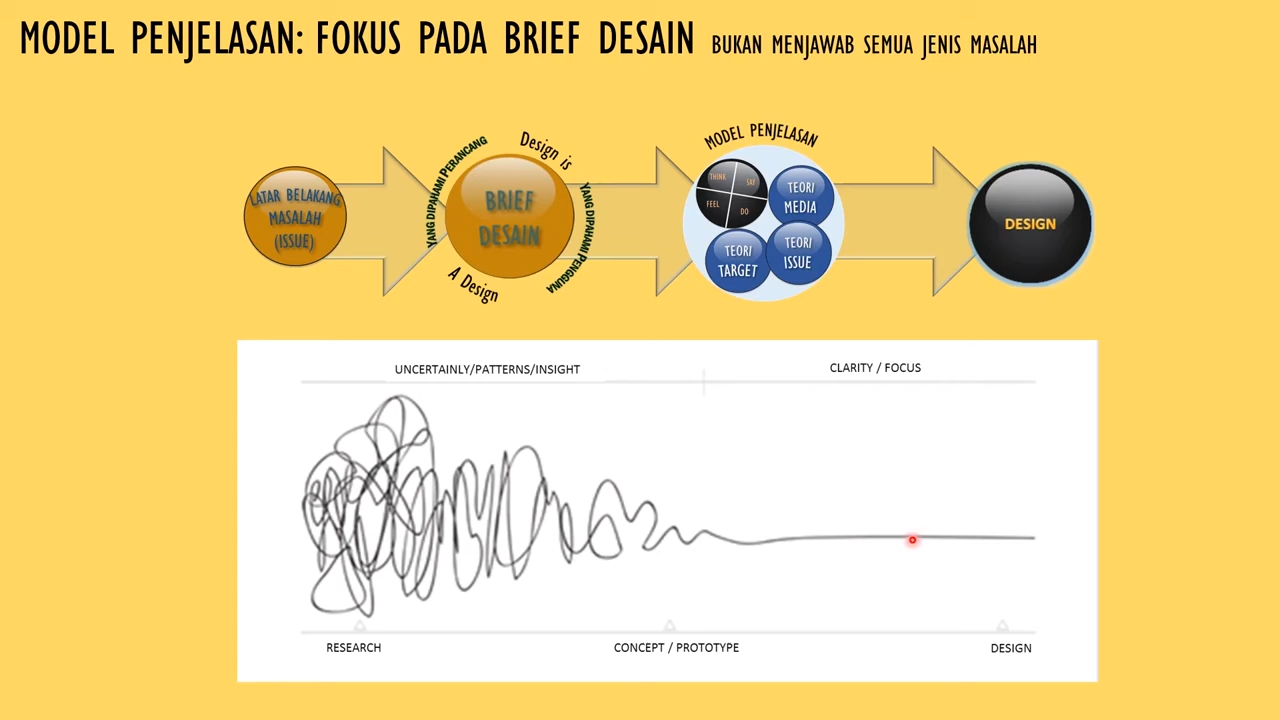 MODEL PENJELASAN: FOKUS PADA BRIEF DESAIN BUKAN MENJAWAB SEMUA JENIS MASALAH
LATAR BELAKANG
MASALAH
(ISSUE)
YANG DIPAHAMI PERANCANG
Design is
BRIEF
DESAIN
YANG DIPAHAMI PENGGUNA
A Design
MODEL PENJELASAN
THINK
SAY
FEEL
DO
TEORI
MEDIA
TEORI
TARGET
TEORI
ISSUE
DESIGN
UNCERTAINLY/PATTERNS/INSIGHT
CLARITY / FOCUS
RESEARCH
CONCEPT / PROTOTYPE
DESIGN